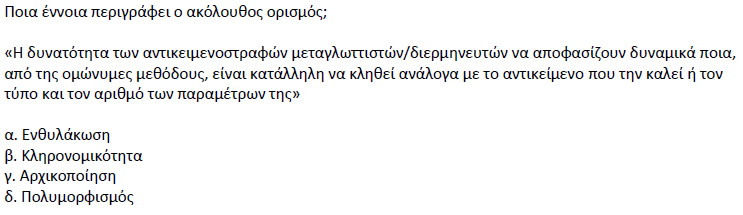 Ποια έννοια περιγράφει ο ακόλουθος ορισμός;
«Η δυνατότητα των αντικειμενοστραφών μεταγλωττιστών/διερμηνευτών να αποφασίζουν δυναμικά ποια,
από της ομώνυμες μεθόδους, είναι κατάλληλη να κληθεί ανάλογα με το αντικείμενο που την καλεί ή τον
τύπο και τον αριθμό των παραμέτρων της»
α. Ενθυλάκωση
β. Κληρονομικότητα
γ. Αρχικοποίηση
δ. Πολυμορφισμός